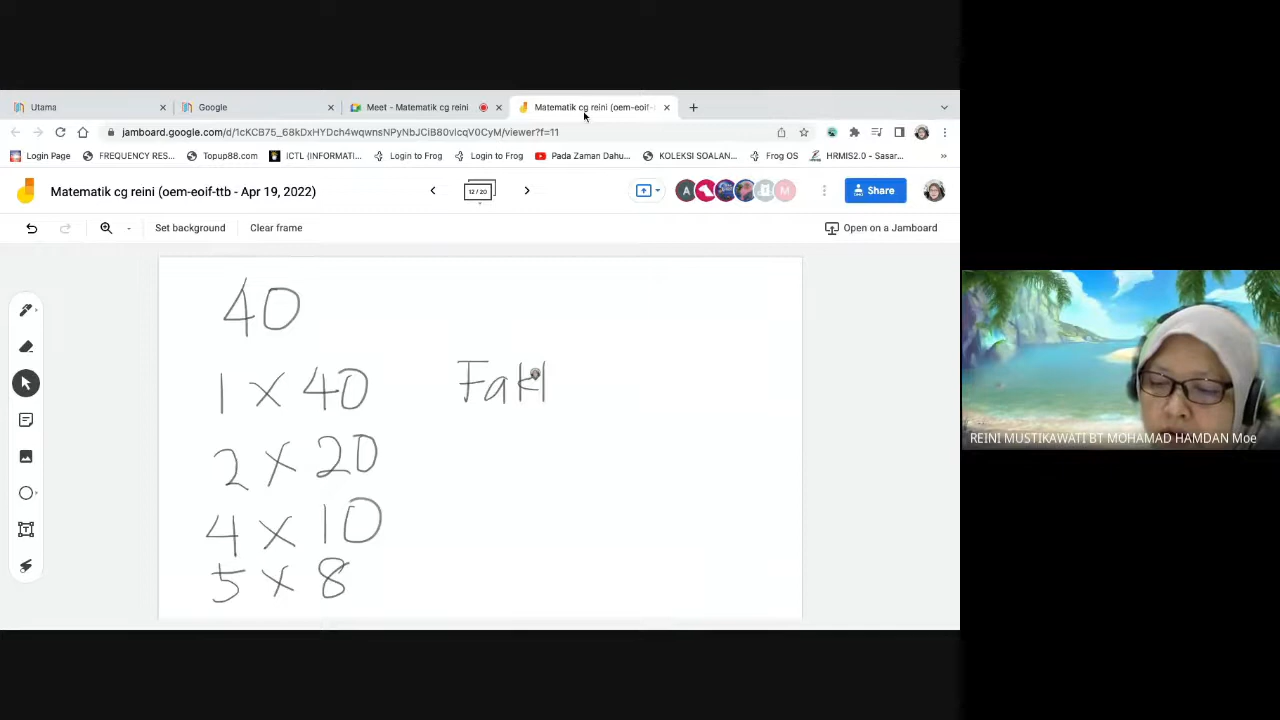 Utama
Google
Meet - Matematik cg reini
Matematik cg reini (oem-eoif-
jamboard.google.com/d/1cKCB75_68kDxHYDch4wqwnsNPyNbJCiB80vIcqV0CyM/viewer?f=11
Login Page
FREQUENCY RES...
Topup88.com
ICTL (INFORMATI...
Login to Frog
Login to Frog
Pada Zaman Dahu...
KOLEKSI SOALAN...
Frog OS
HRMIS2.0 - Sasar...
»
Matematik cg reini (oem-eoif-ttb - Apr 19, 2022)
12 / 20
A
M
Share
Set background
Clear frame
Open on a Jamboard
40
1 x 40
Fak
2 x 20
4 x 10
5 x 8
REINI MUSTIKAWATI BT MOHAMAD HAMDAN Moe